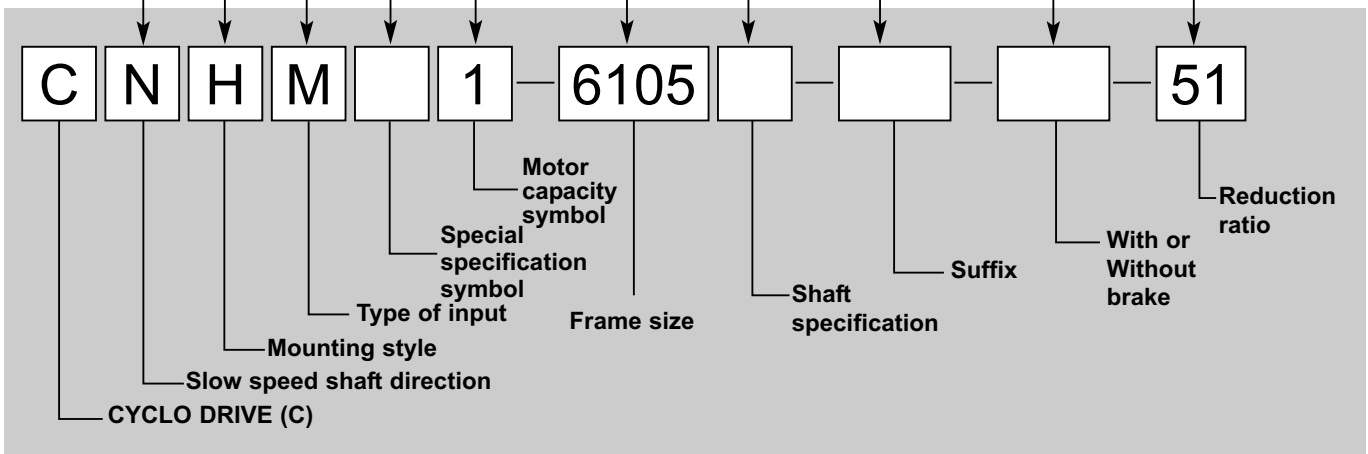 C N H M 1 — 6105 — — — 51
Motor
capacity
symbol
Special
specification
symbol
Type of input
Mounting style
Slow speed shaft direction
CYCLO DRIVE (C)
Frame size
Shaft
specification
Suffix
With or
Without
brake
Reduction
ratio